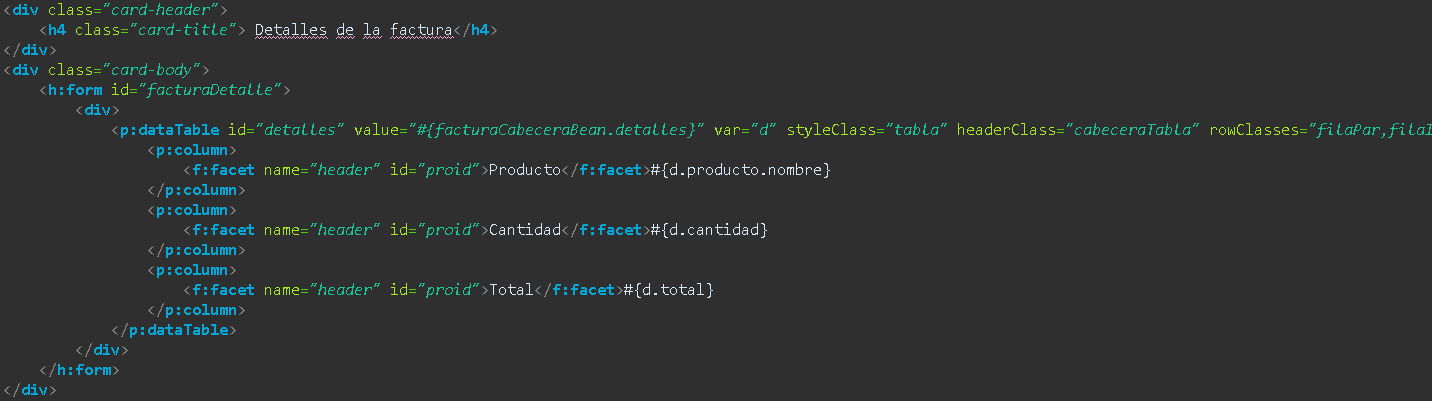 <div class="card-header">
    <h4 class="card-title"> Detalles de la factura</h4>
</div>
<div class="card-body">
    <h:form id="facturaDetalle">
        <div>
            <p:dataTable id="detalles" value="#{facturaCabeceraBean.detalles}" var="d" styleClass="tabla" headerClass="cabeceraTabla" rowClasses="filaPar,filaI
                <p:column>
                    <f:facet name="header" id="proid">Producto</f:facet>#{d.producto.nombre}
                </p:column>
                <p:column>
                    <f:facet name="header" id="proid">Cantidad</f:facet>#{d.cantidad}
                </p:column>
                <p:column>
                    <f:facet name="header" id="proid">Total</f:facet>#{d.total}
                </p:column>
            </p:dataTable>
        </div>
    </h:form>
</div>